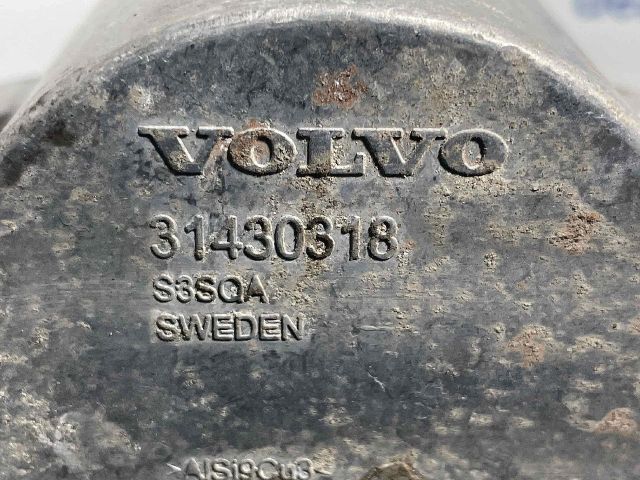 VOLVO
31430318
S3SQA
SWEDEN
>AlSi9Cu3<